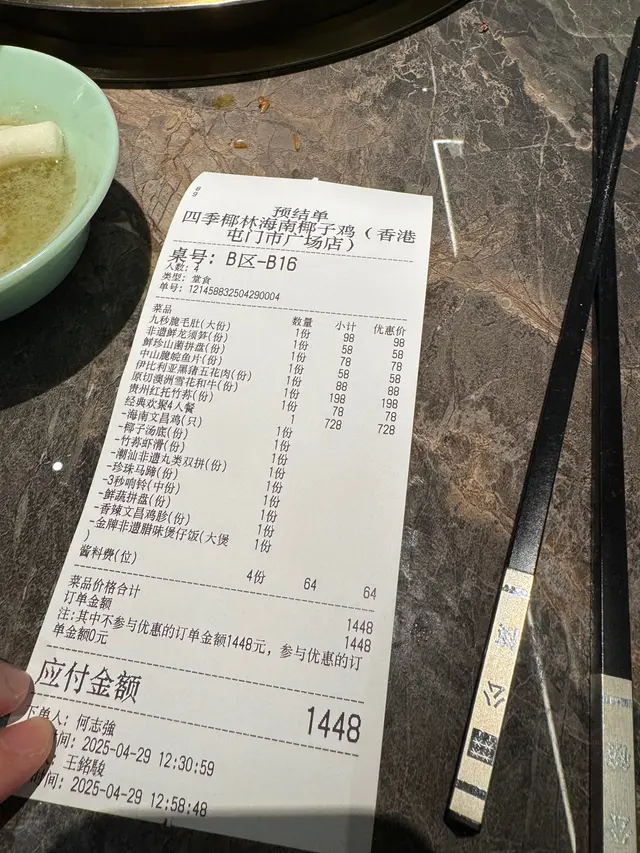 预结单
四季椰林海南椰子鸡（香港
屯门市广场店）
桌号: B区-B16
人数: 4
类型: 堂食
单号: 121458832504290004
菜品 数量 小计 优惠价
九秒脆毛肚(大份) 1份 98 98
非遗鲜龙须笋(份) 1份 58 58
鲜珍山菌拼盘(份) 1份 78 78
中山脆鲩鱼片(份) 1份 58 58
伊比利亚黑猪五花肉(份) 1份 88 88
原切澳洲雪花和牛(份) 1份 198 198
贵州红托竹荪(份) 1份 78 78
经典欢聚4人餐 1 728 728
-海南文昌鸡(只) 1份
-椰子汤底(份) 1份
-竹荪虾滑(份) 1份
-潮汕非遗丸类双拼(份) 1份
-珍珠马蹄(份) 1份
-3秒响铃(中份) 1份
-鲜蔬拼盘(份) 1份
-香辣文昌鸡胗(份) 1份
-金牌非遗腊味煲仔饭(大煲
)
酱料费(位) 4份 64 64
菜品价格合计 1448
订单金额 1448
注:其中不参与优惠的订单金额1448元，参与优惠的订
单金额0元
应付金额 1448
下单人: 何志強
间: 2025-04-29 12:30:59
: 王銘駿
时间: 2025-04-29 12:58:48
公